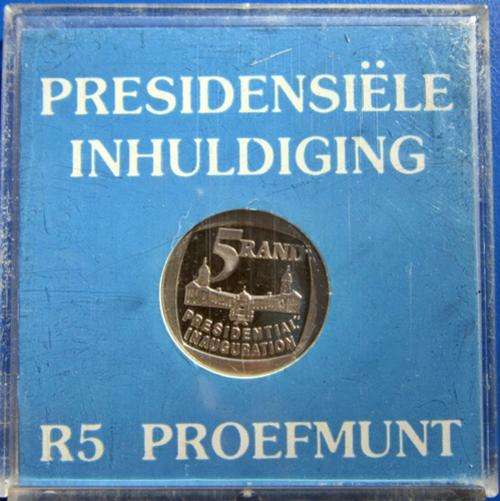 PRESIDENSIËLE
INHULDIGING
5 RAND
PRESIDENTIAL
INAUGURATION
R5 PROEFMUNT